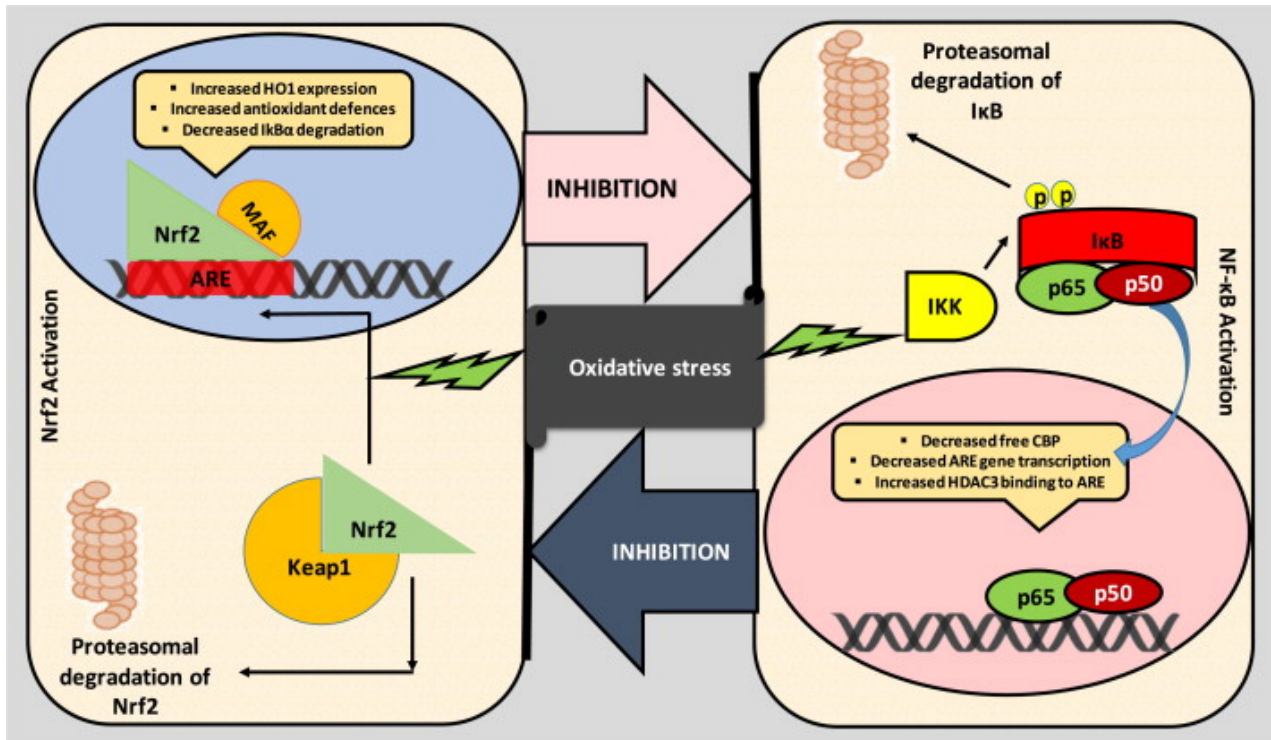 Increased HO1 expression
Increased antioxidant defences
Decreased IkBα degradation
Nrf2
MAF
ARE
Nrf2 Activation
Nrf2
Keap1
Proteasomal
degradation of
Nrf2
INHIBITION
Oxidative stress
INHIBITION
Proteasomal
degradation of
IκB
p p
IκB
p65 p50
IKK
NF-κB Activation
Decreased free CBP
Decreased ARE gene transcription
Increased HDAC3 binding to ARE
p65 p50